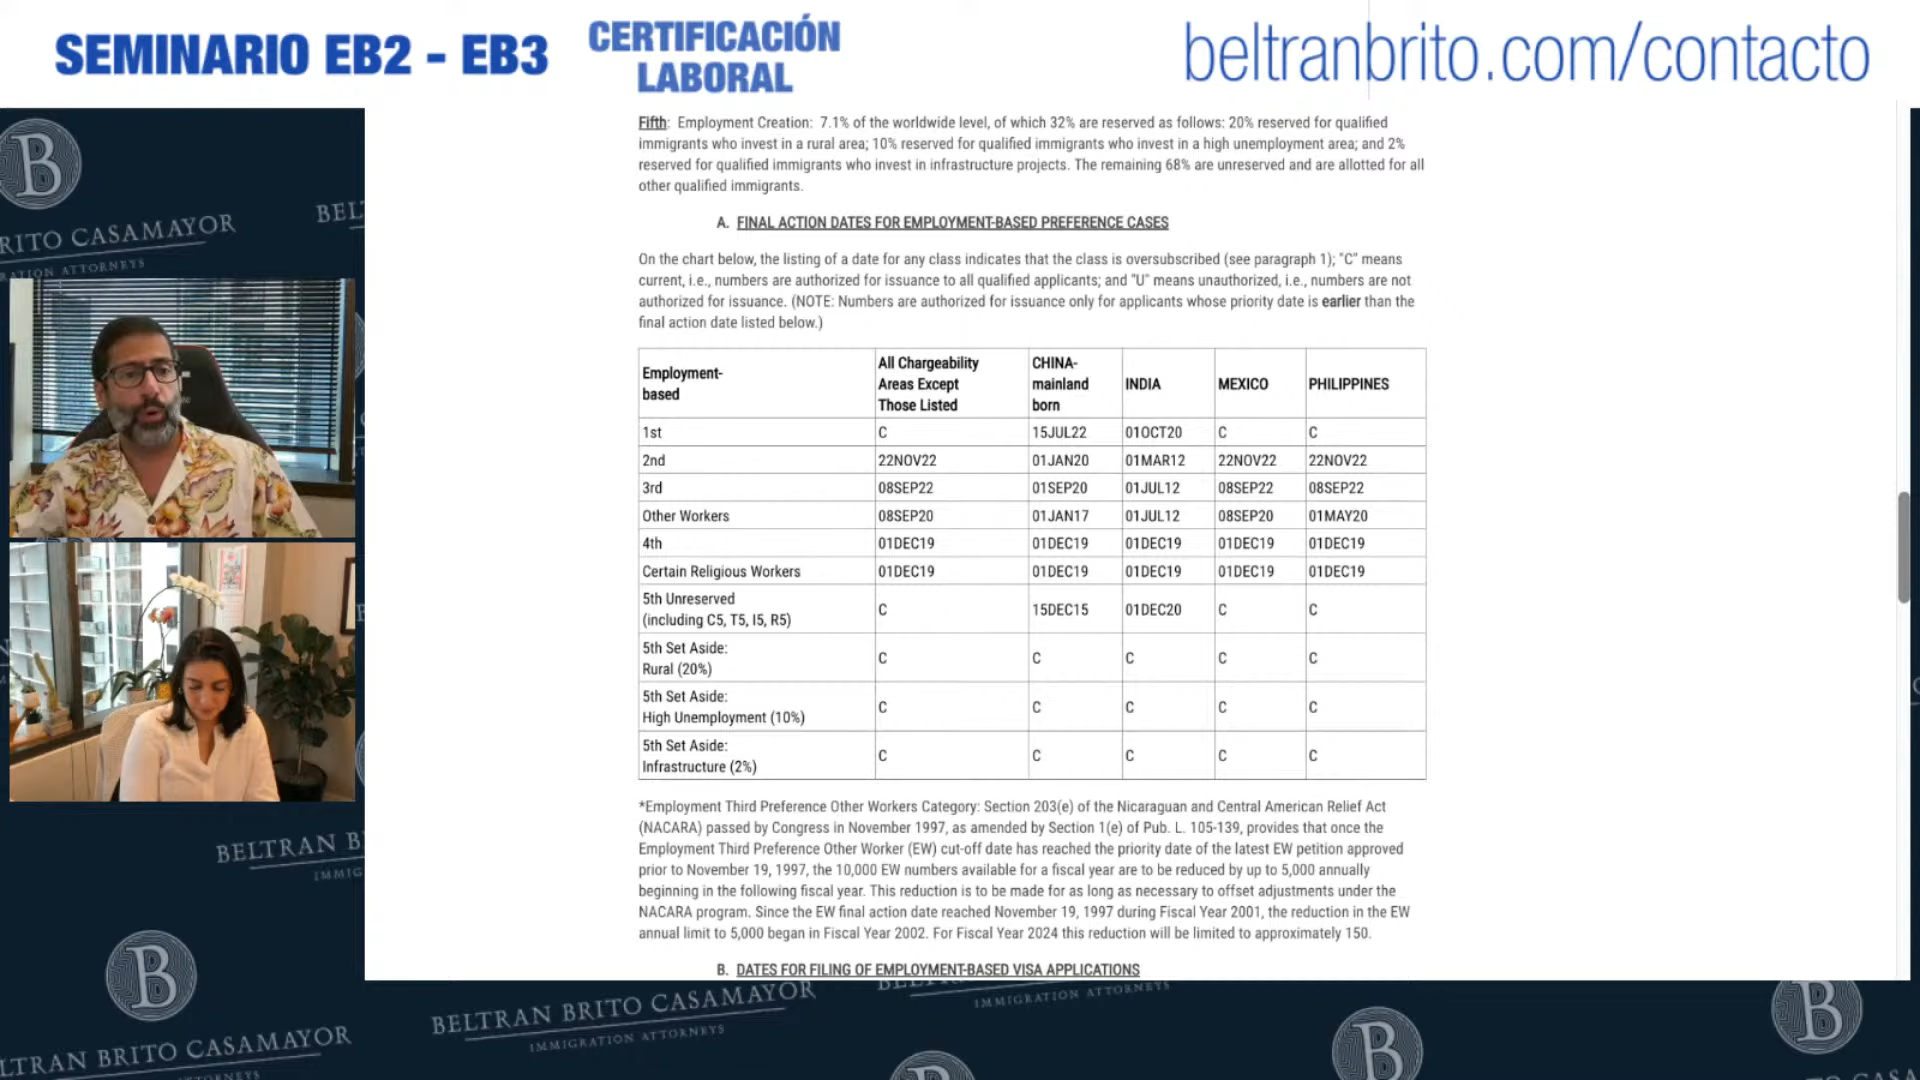 SEMINARIO EB2 - EB3
CERTIFICACIÓN
LABORAL
beltranbrito.com/contacto
Fifth: Employment Creation: 7.1% of the worldwide level, of which 32% are reserved as follows: 20% reserved for qualified
immigrants who invest in a rural area; 10% reserved for qualified immigrants who invest in a high unemployment area; and 2%
reserved for qualified immigrants who invest in infrastructure projects. The remaining 68% are unreserved and are allotted for all
other qualified immigrants.
A. FINAL ACTION DATES FOR EMPLOYMENT-BASED PREFERENCE CASES
On the chart below, the listing of a date for any class indicates that the class is oversubscribed (see paragraph 1); "C" means
current, i.e., numbers are authorized for issuance to all qualified applicants; and "U" means unauthorized, i.e., numbers are not
authorized for issuance. (NOTE: Numbers are authorized for issuance only for applicants whose priority date is earlier than the
final action date listed below.)
Employment-
based
All Chargeability
Areas Except
Those Listed
CHINA-
mainland
born
INDIA
MEXICO
PHILIPPINES
1st C 15JUL22 01OCT20 C C
2nd 22NOV22 01JAN20 01MAR12 22NOV22 22NOV22
3rd 08SEP22 01SEP20 01JUL12 08SEP22 08SEP22
Other Workers 08SEP20 01JAN17 01JUL12 08SEP20 01MAY20
4th 01DEC19 01DEC19 01DEC19 01DEC19 01DEC19
Certain Religious Workers 01DEC19 01DEC19 01DEC19 01DEC19 01DEC19
5th Unreserved
(including C5, T5, I5, R5)
C 15DEC15 01DEC20 C C
5th Set Aside:
Rural (20%)
C C C C C
5th Set Aside:
High Unemployment (10%)
C C C C C
5th Set Aside:
Infrastructure (2%)
C C C C C
*Employment Third Preference Other Workers Category: Section 203(e) of the Nicaraguan and Central American Relief Act
(NACARA) passed by Congress in November 1997, as amended by Section 1(e) of Pub. L. 105-139, provides that once the
Employment Third Preference Other Worker (EW) cut-off date has reached the priority date of the latest EW petition approved
prior to November 19, 1997, the 10,000 EW numbers available for a fiscal year are to be reduced by up to 5,000 annually
beginning in the following fiscal year. This reduction is to be made for as long as necessary to offset adjustments under the
NACARA program. Since the EW final action date reached November 19, 1997 during Fiscal Year 2001, the reduction in the EW
annual limit to 5,000 began in Fiscal Year 2002. For Fiscal Year 2024 this reduction will be limited to approximately 150.
B. DATES FOR FILING OF EMPLOYMENT-BASED VISA APPLICATIONS
B
BRITO CASAMAYOR
BELTRAN B
B
BELTRAN BRITO CASAMAYOR
IMMIGRATION ATTORNEYS
IMMIGRATION ATTORNEYS
LTRAN BRITO CASAMAYOR
B
B